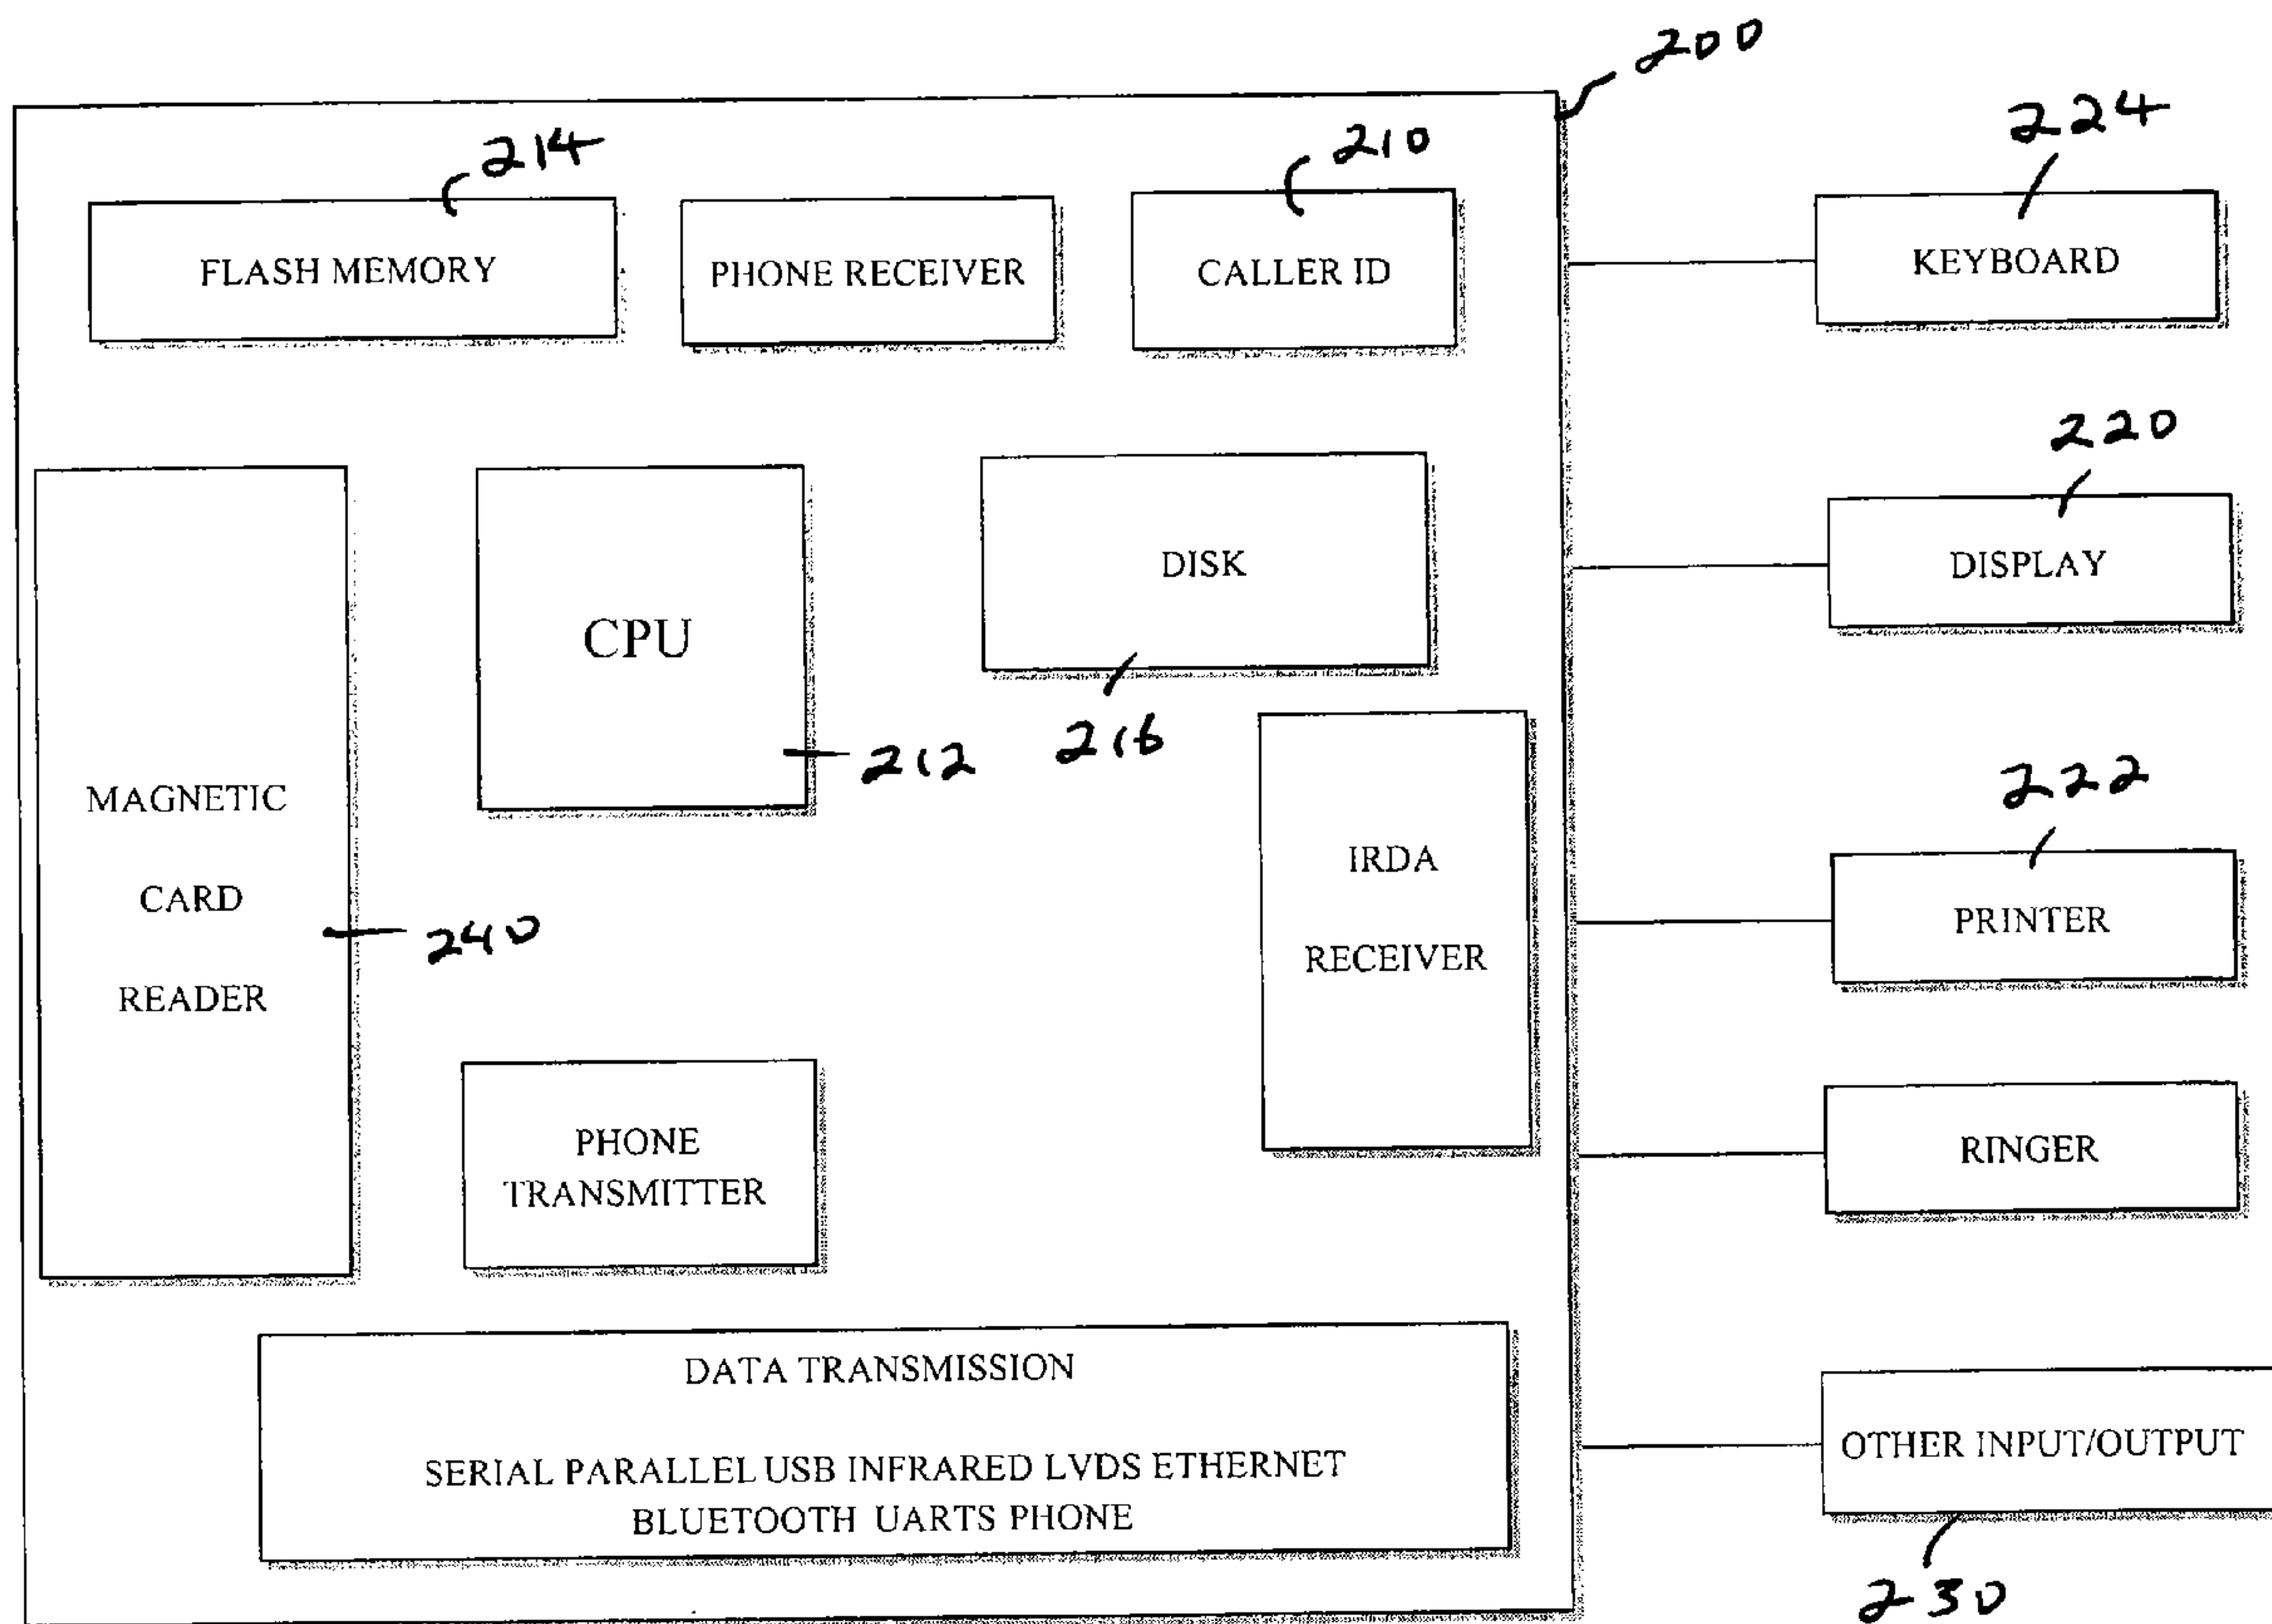 200
214
210
224
FLASH MEMORY
PHONE RECEIVER
CALLER ID
KEYBOARD
220
DISK
DISPLAY
CPU
216
212
222
MAGNETIC
CARD
READER
240
IRDA
RECEIVER
PRINTER
PHONE
TRANSMITTER
RINGER
DATA TRANSMISSION
SERIAL PARALLEL USB INFRARED LVDS ETHERNET
BLUETOOTH UARTS PHONE
OTHER INPUT/OUTPUT
230